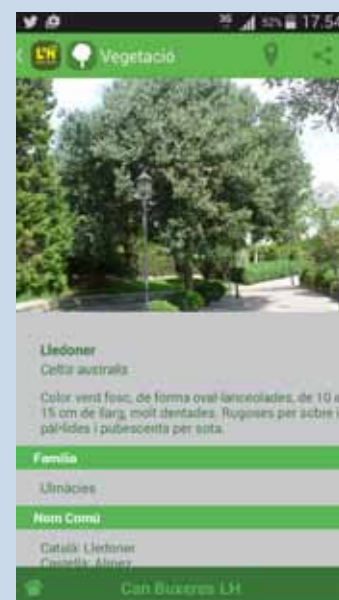 3G 52% 17.54
L'H Vegetació
Lledoner
Celtis australis
Color verd fosc, de forma oval-lanceolades, de 10 a
15 cm de llarg, molt dentades. Rugoses per sobre i
pàl·lides i pubescents per sota.
Família
Ulmàcies
Nom Comú
Català: Lledoner
Castellà: Almez
Can Buxeres LH